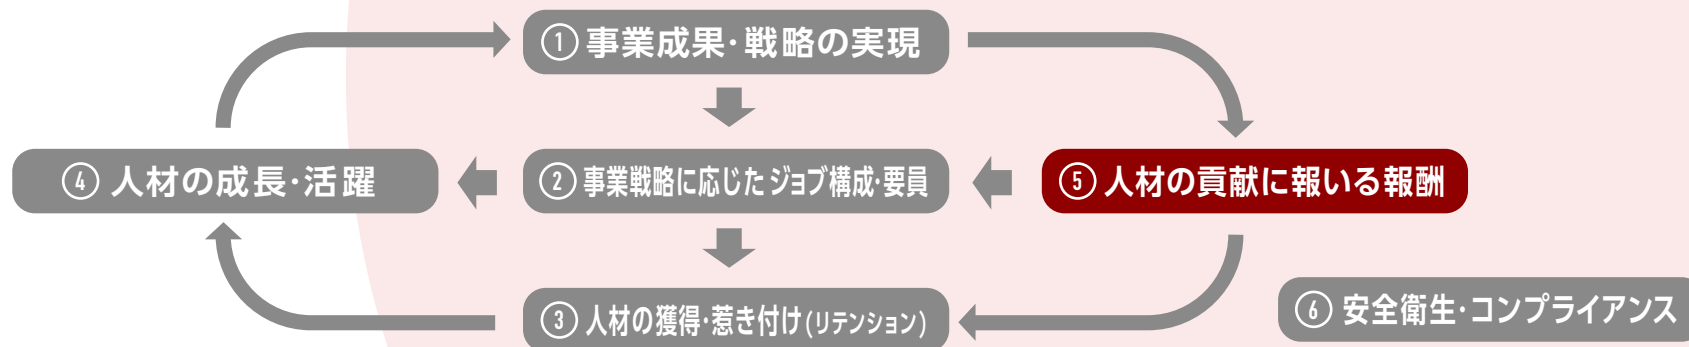 ① 事業成果・戦略の実現
④ 人材の成長・活躍
② 事業戦略に応じた ジョブ構成・要員
⑤ 人材の貢献に報いる報酬
③ 人材の獲得・惹き付け(リテンション)
⑥ 安全衛生・コンプライアンス